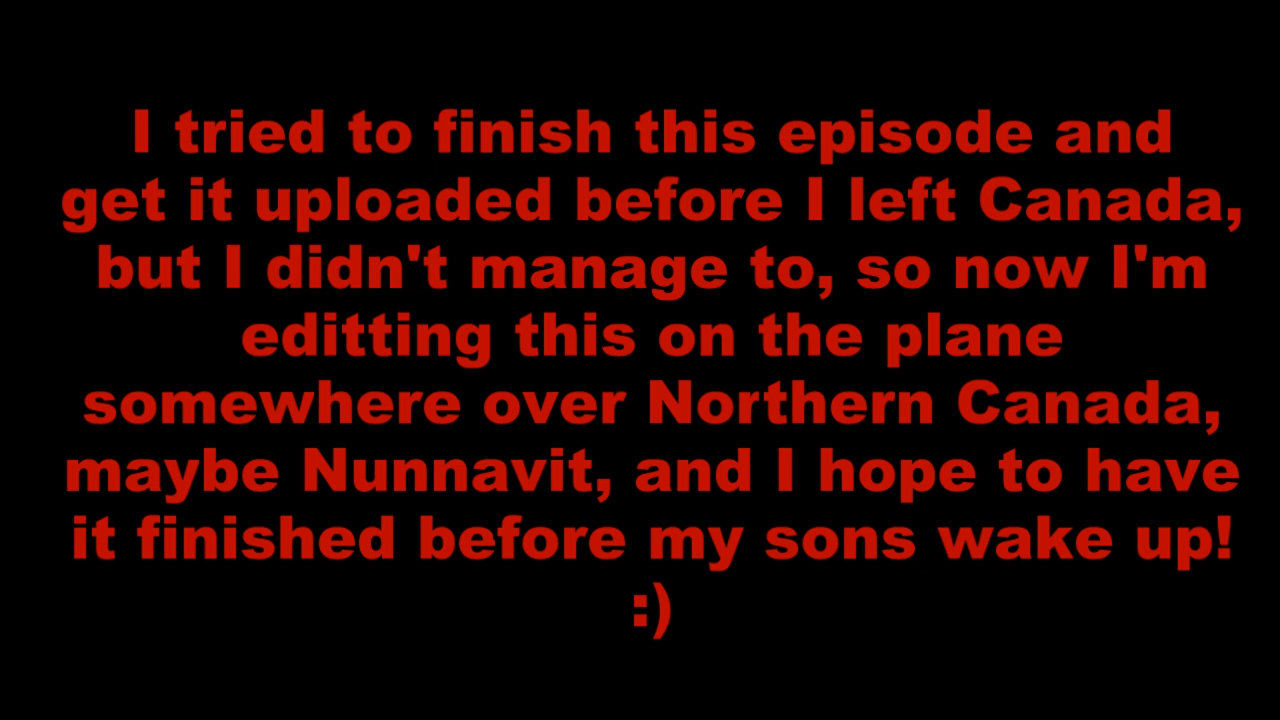 I tried to finish this episode and
get it uploaded before I left Canada,
but I didn't manage to, so now I'm
editting this on the plane
somewhere over Northern Canada,
maybe Nunnavit, and I hope to have
it finished before my sons wake up!
:)